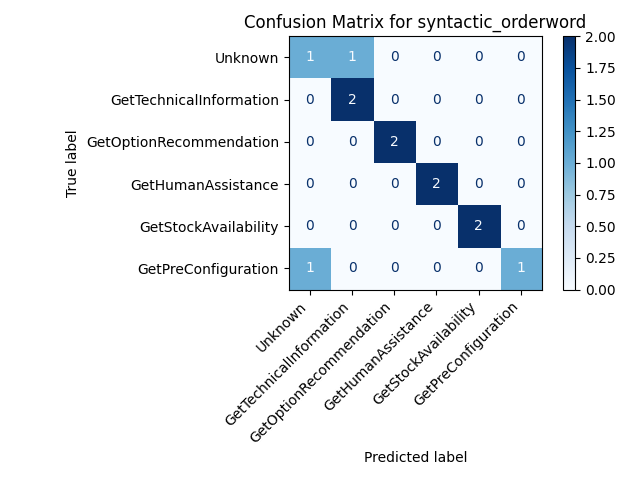 Confusion Matrix for syntactic_orderword
Unknown 1 1 0 0 0 0
GetTechnicalInformation 0 2 0 0 0 0
GetOptionRecommendation 0 0 2 0 0 0
GetHumanAssistance 0 0 0 2 0 0
GetStockAvailability 0 0 0 0 2 0
GetPreConfiguration 1 0 0 0 0 1
True label
Unknown
GetTechnicalInformation
GetOptionRecommendation
GetHumanAssistance
GetStockAvailability
GetPreConfiguration
Predicted label
2.00
1.75
1.50
1.25
1.00
0.75
0.50
0.25
0.00